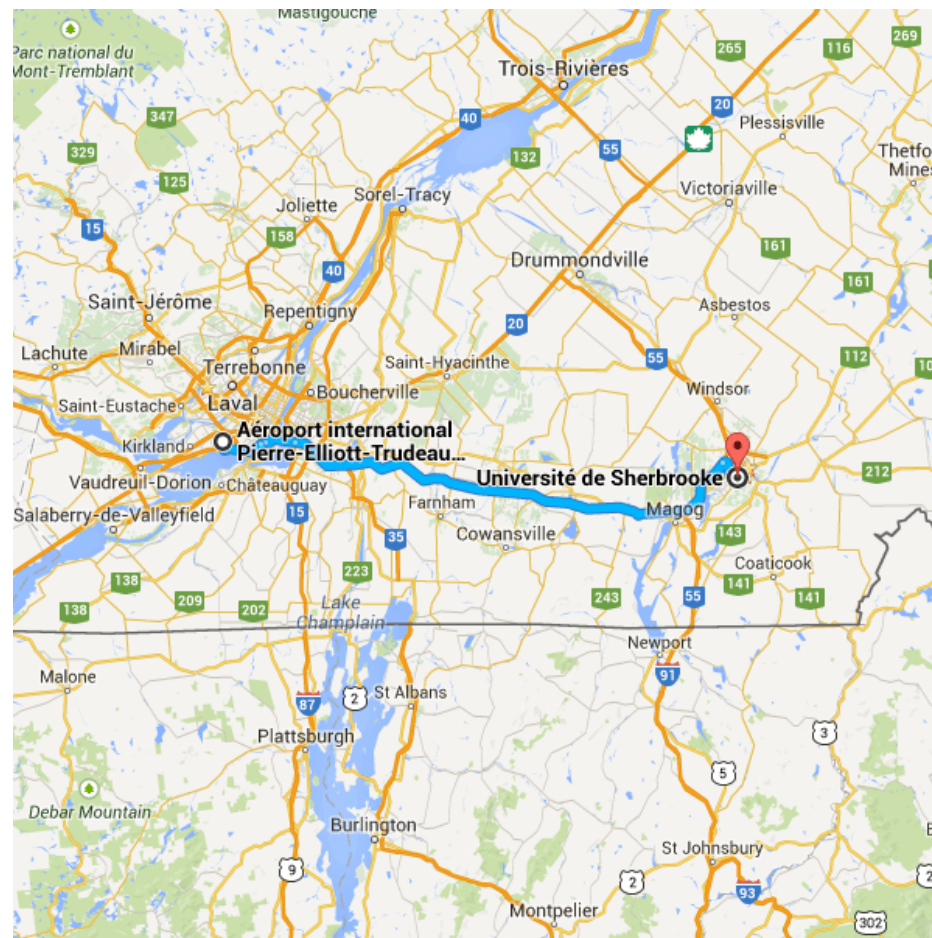 Mastigouche
Parc national du
Mont-Tremblant
265
116
269
Trois-Rivières
347
40
20
Plessisville
329
132
55
Thetfo
Mines
125
Joliette
Sorel-Tracy
Victoriaville
15
158
161
40
Drummondville
161
Saint-Jérôme
Repentigny
Asbestos
20
Lachute
Mirabel
Terrebonne
Saint-Hyacinthe
55
112
10
Boucherville
Windsor
Saint-Eustache
Laval
Aéroport international
Kirkland
Pierre-Elliott-Trudeau...
Université de Sherbrooke
212
Vaudreuil-Dorion
Châteauguay
Farnham
Magog
Salaberry-de-Valleyfield
15
35
Cowansville
143
Coaticook
138
223
141
138
209
202
243
55
141
Lake
Champlain
Newport
Malone
91
87
2
St Albans
3
Plattsburgh
5
Debar Mountain
Burlington
St Johnsbury
9
2
2
93
Montpelier
302